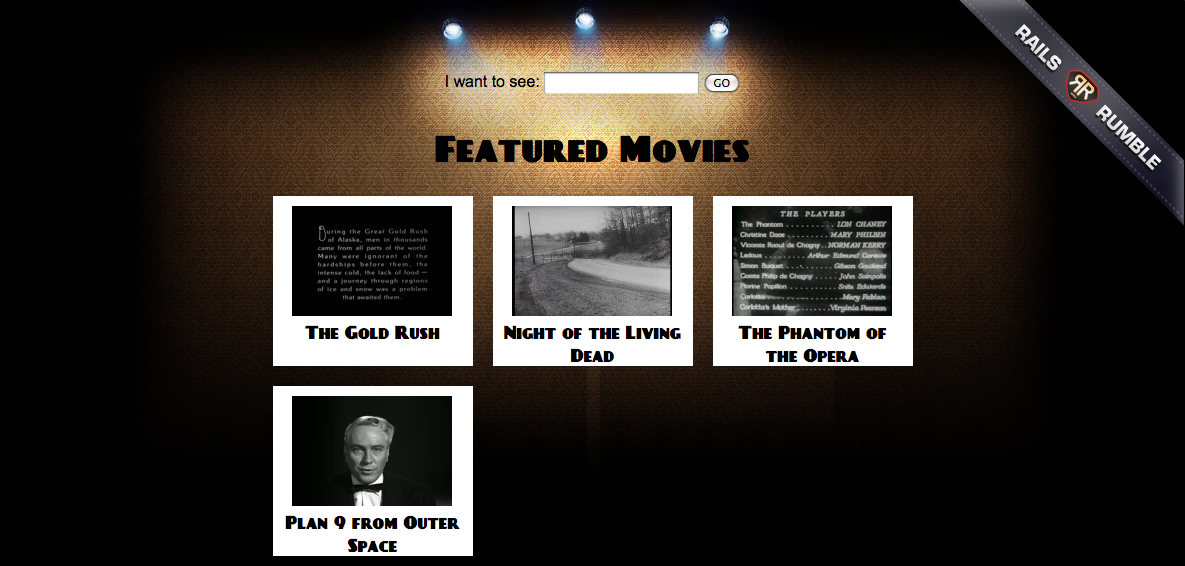 I want to see:
GO
RAILS
RUMBLE
Featured Movies
During the Great Gold Rush
of Alaska, men in thousands
came from all parts of the world.
Many were ignorant of the
hardships before them, the
intense cold, the lack of food —
and a journey through regions
of ice and snow was a problem
that awaited them.
The Gold Rush
Night of the Living
Dead
THE PLAYERS
The Phantom . . . . . . . . . . LON CHANEY
Christine Daae . . . . . . . . . MARY PHILBIN
Vicomte Raoul de Chagny . . NORMAN KERRY
Ledoux . . . . . . . . . Arthur Edmund Carewe
Simon Buquet . . . . . . . Gibson Gowland
Comte Philip de Chagny . . . . . John Sainpolis
Florine Papillon . . . . . . . . . Snitz Edwards
Carlotta . . . . . . . . . . . Mary Fabian
Carlotta's Mother . . . . . . . Virginia Pearson
The Phantom of
the Opera
Plan 9 from Outer
Space